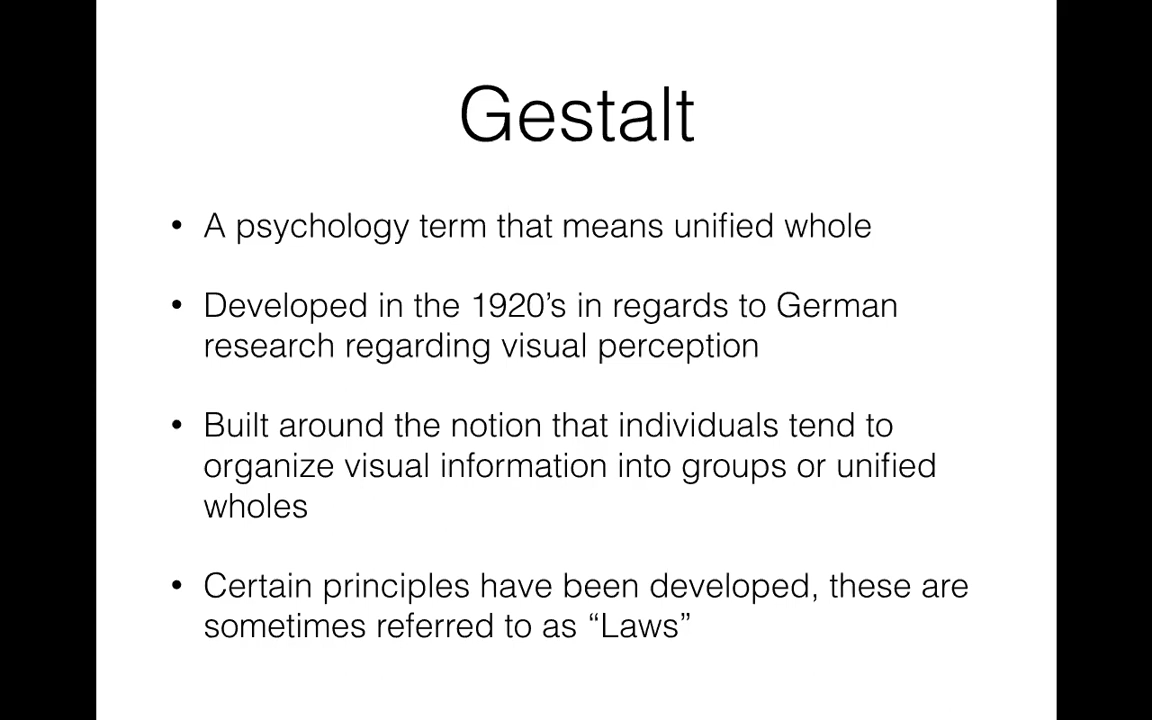 Gestalt
• A psychology term that means unified whole
• Developed in the 1920’s in regards to German
research regarding visual perception
• Built around the notion that individuals tend to
organize visual information into groups or unified
wholes
• Certain principles have been developed, these are
sometimes referred to as “Laws”